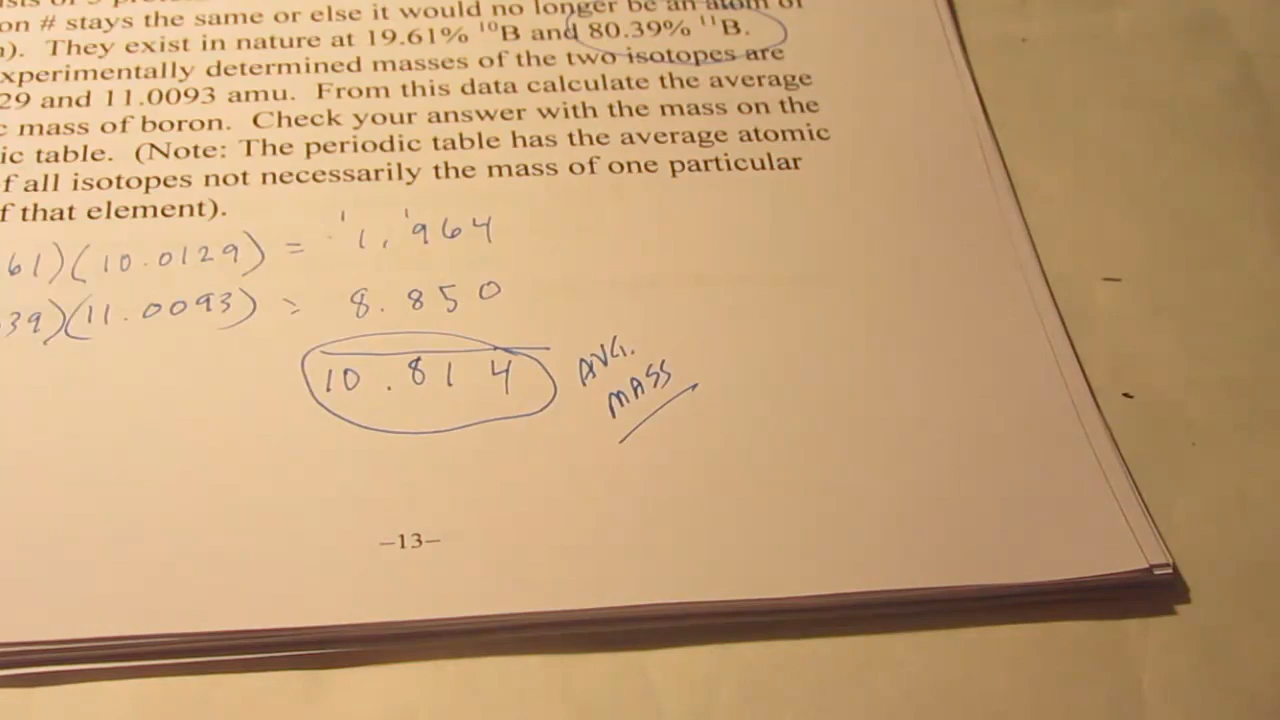 on # stays the same or else it would no longer be an atom of
). They exist in nature at 19.61% ¹⁰B and 80.39% ¹¹B.
xperimentally determined masses of the two isotopes are
29 and 11.0093 amu. From this data calculate the average
c mass of boron. Check your answer with the mass on the
ic table. (Note: The periodic table has the average atomic
f all isotopes not necessarily the mass of one particular
f that element).
61)(10.0129) = 1.964
39)(11.0093) = 8.850
10.814 AVG. MASS
–13–